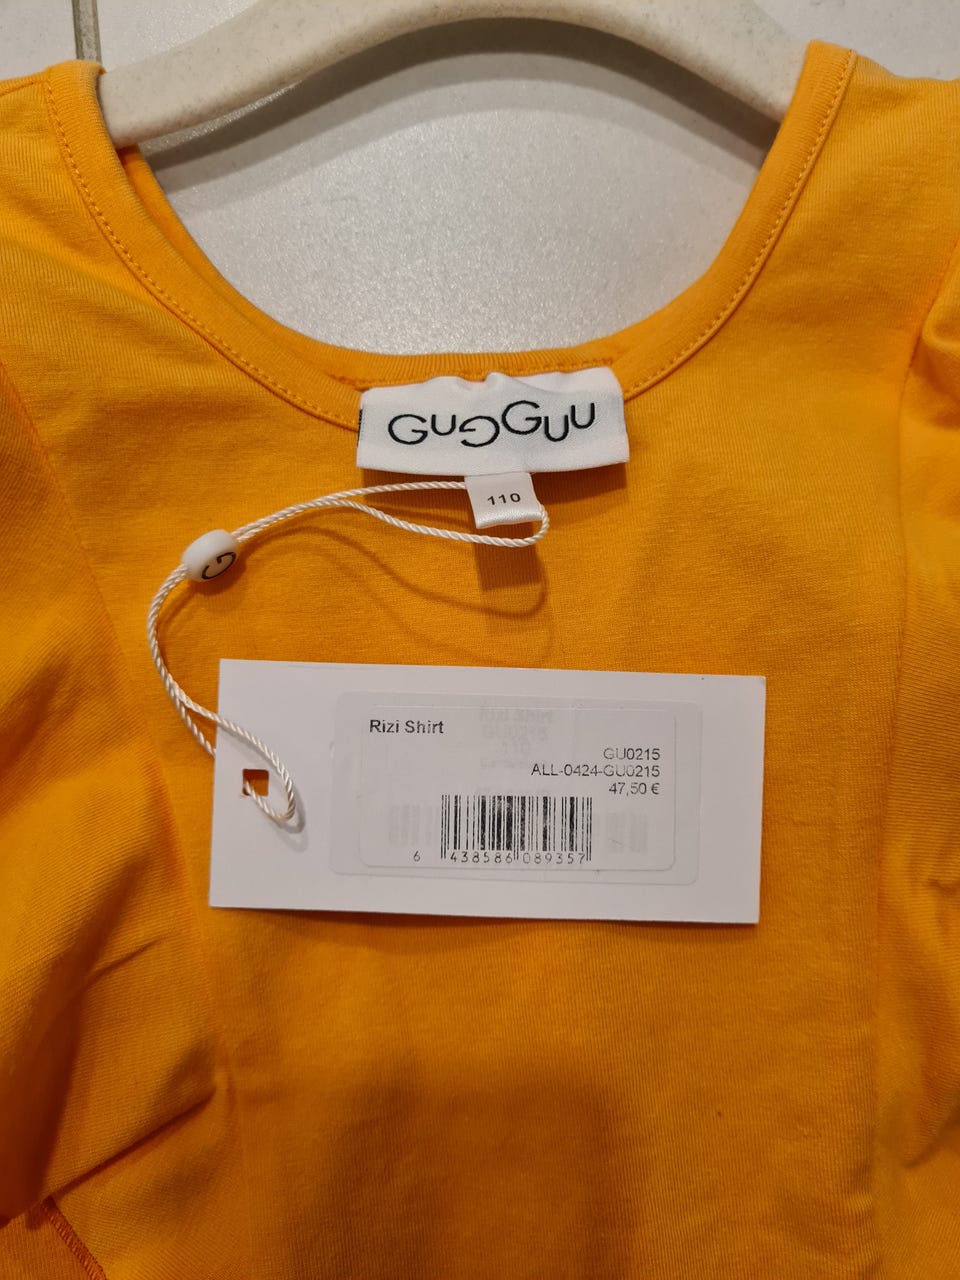 GUGGUU
110
G
Rizi Shirt
GU0215
ALL-0424-GU0215
47,50 €
6 438586 089357